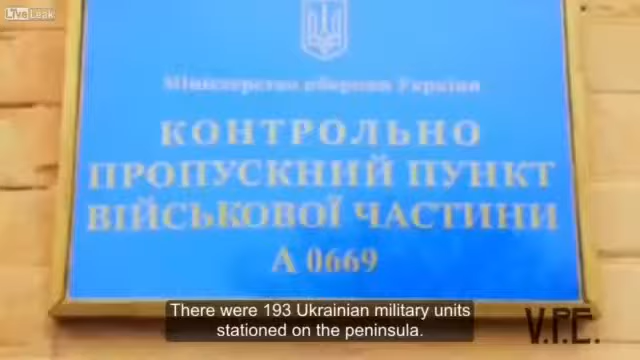 LiveLeak
Міністерство оборони України
КОНТРОЛЬНО
ПРОПУСКНИЙ ПУНКТ
ВІЙСЬКОВОЇ ЧАСТИНИ
А 0669
There were 193 Ukrainian military units
stationed on the peninsula.
V.P.E.